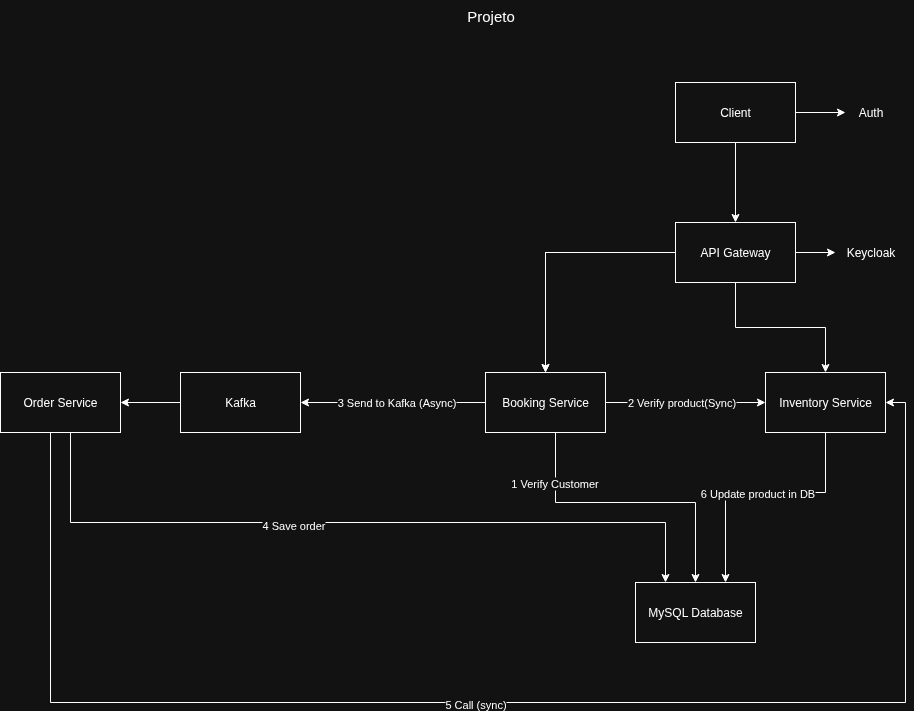 Projeto
Client
Auth
API Gateway
Keycloak
Order Service
Kafka
3 Send to Kafka (Async)
Booking Service
2 Verify product(Sync)
Inventory Service
1 Verify Customer
6 Update product in DB
4 Save order
MySQL Database
5 Call (sync)